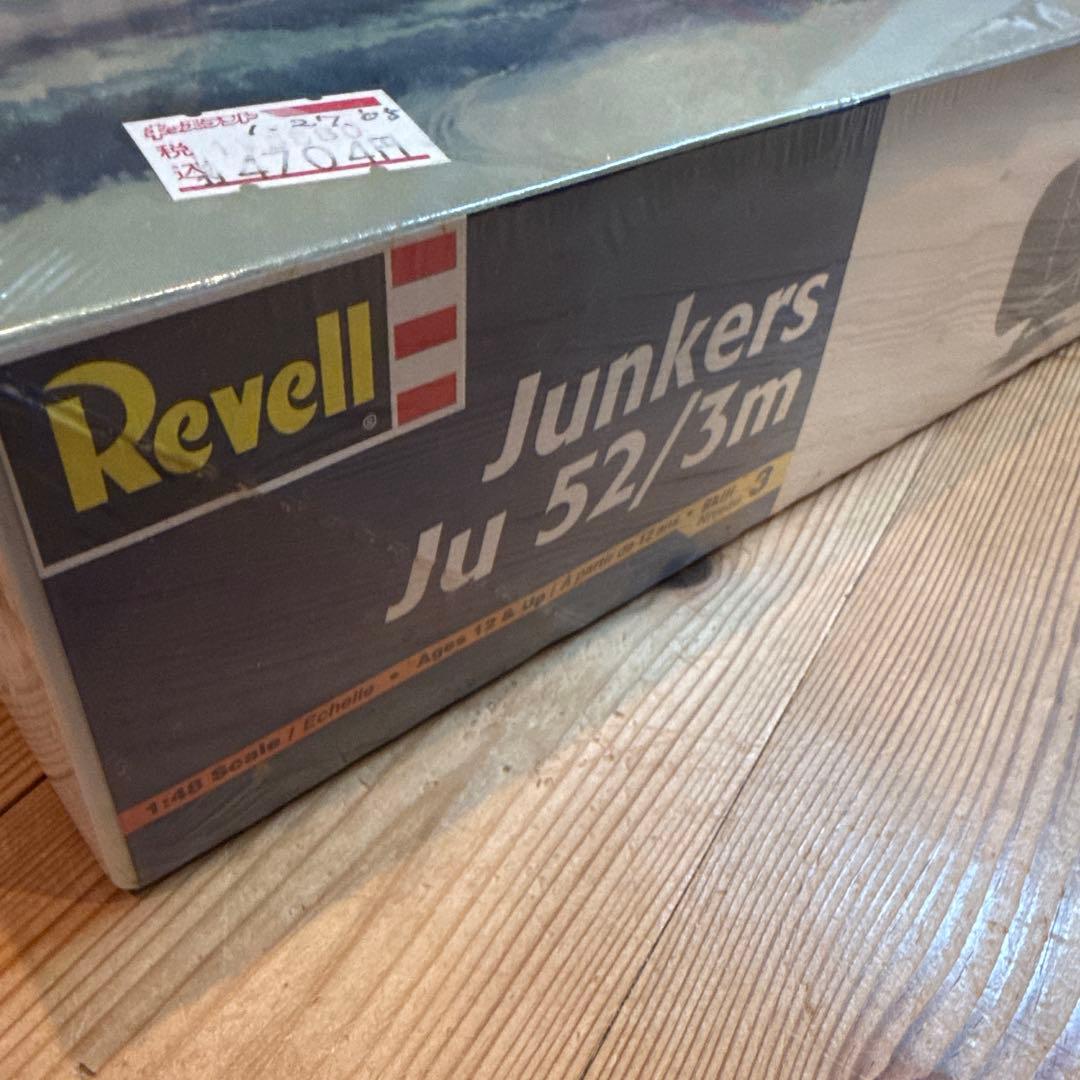 1.27'08
税
込 4704円
Revell®
Junkers
Ju 52/3m
1:48 Scale / Echelle • Ages 12 & Up / À partir de 12 ans • Skill 3
Niveau